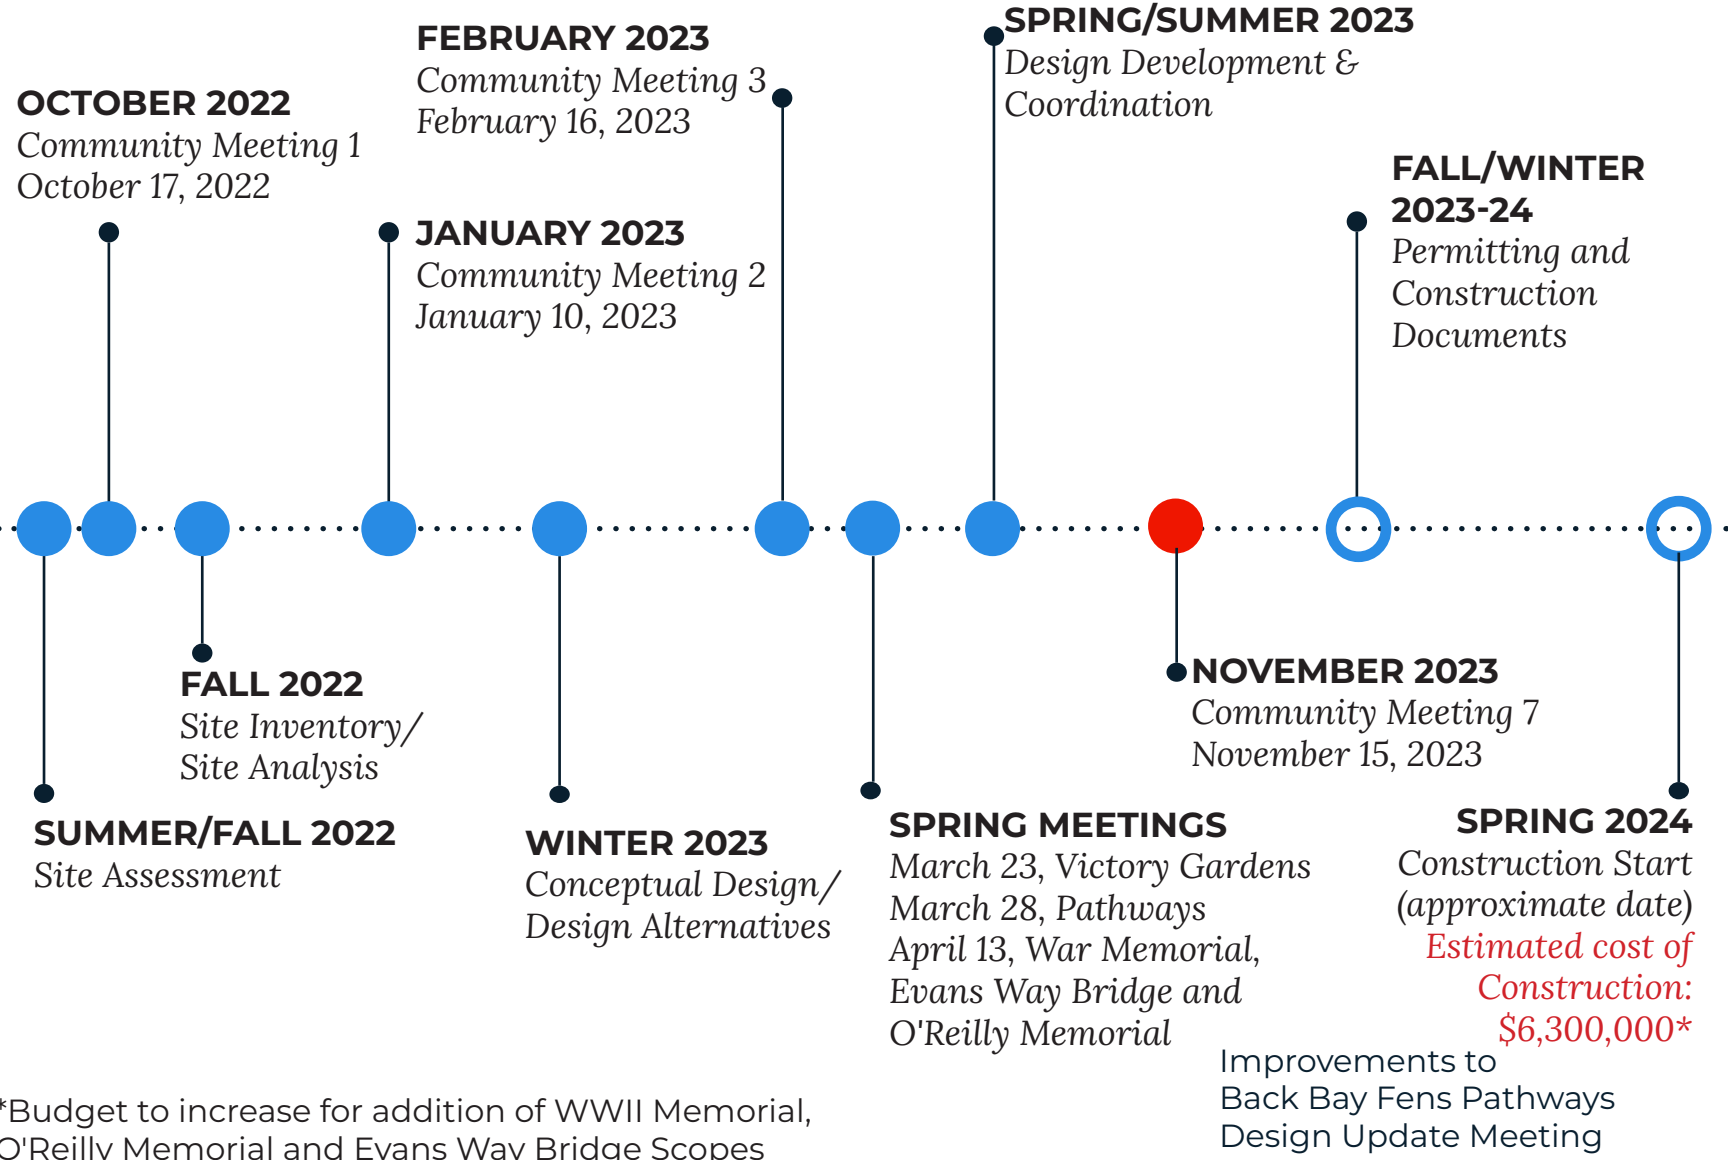 OCTOBER 2022
Community Meeting 1
October 17, 2022
FEBRUARY 2023
Community Meeting 3
February 16, 2023
JANUARY 2023
Community Meeting 2
January 10, 2023
SPRING/SUMMER 2023
Design Development &
Coordination
FALL/WINTER
2023-24
Permitting and
Construction
Documents
SUMMER/FALL 2022
Site Assessment
FALL 2022
Site Inventory/
Site Analysis
WINTER 2023
Conceptual Design/
Design Alternatives
SPRING MEETINGS
March 23, Victory Gardens
March 28, Pathways
April 13, War Memorial,
Evans Way Bridge and
O'Reilly Memorial
NOVEMBER 2023
Community Meeting 7
November 15, 2023
SPRING 2024
Construction Start
(approximate date)
Estimated cost of
Construction:
$6,300,000*
Improvements to
Back Bay Fens Pathways
Design Update Meeting
*Budget to increase for addition of WWII Memorial,
O'Reilly Memorial and Evans Way Bridge Scopes